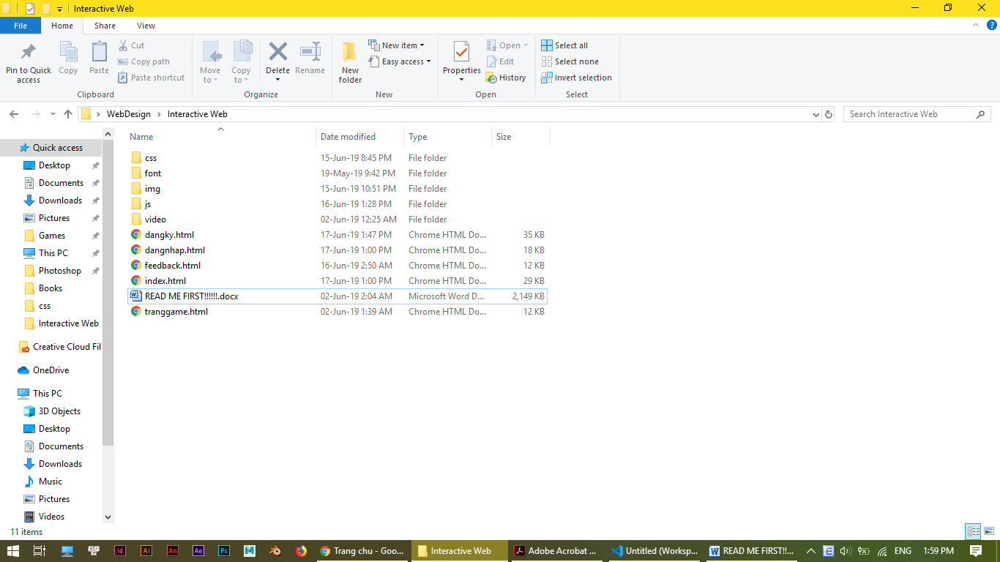 Interactive Web
File Home Share View
Pin to Quick access
Copy
Paste
Cut
Copy path
Paste shortcut
Clipboard
Move to
Copy to
Delete
Rename
Organize
New folder
New item
Easy access
New
Properties
Open
Edit
History
Open
Select all
Select none
Invert selection
Select
WebDesign › Interactive Web
Search Interactive Web
Quick access
Desktop
Documents
Downloads
Pictures
Games
This PC
Photoshop
Books
css
Interactive Web
Creative Cloud Fil
OneDrive
This PC
3D Objects
Desktop
Documents
Downloads
Music
Pictures
Videos
Name Date modified Type Size
css 15-Jun-19 8:45 PM File folder
font 19-May-19 9:42 PM File folder
img 15-Jun-19 10:51 PM File folder
js 16-Jun-19 1:28 PM File folder
video 02-Jun-19 12:25 AM File folder
dangky.html 17-Jun-19 1:47 PM Chrome HTML Do... 35 KB
dangnhap.html 17-Jun-19 1:00 PM Chrome HTML Do... 18 KB
feedback.html 16-Jun-19 2:50 AM Chrome HTML Do... 12 KB
index.html 17-Jun-19 1:00 PM Chrome HTML Do... 29 KB
READ ME FIRST!!!!!!.docx 02-Jun-19 2:04 AM Microsoft Word D... 2,149 KB
tranggame.html 02-Jun-19 1:39 AM Chrome HTML Do... 12 KB
11 items
Id Ai An Ae Ps M Trang chu - Goo... Interactive Web Adobe Acrobat ... Untitled (Worksp... READ ME FIRST!!... E ENG 1:59 PM